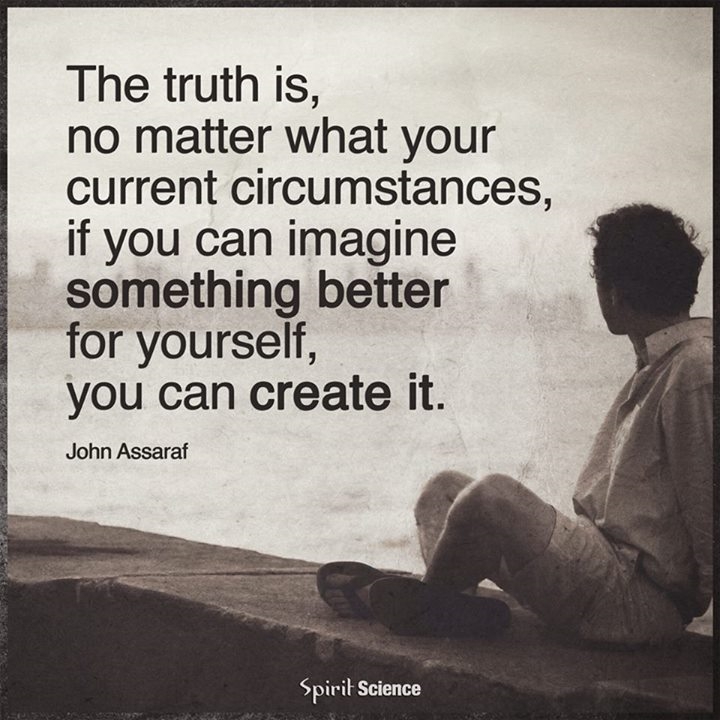 The truth is,
no matter what your
current circumstances,
if you can imagine
something better
for yourself,
you can create it.
John Assaraf
Spirit Science